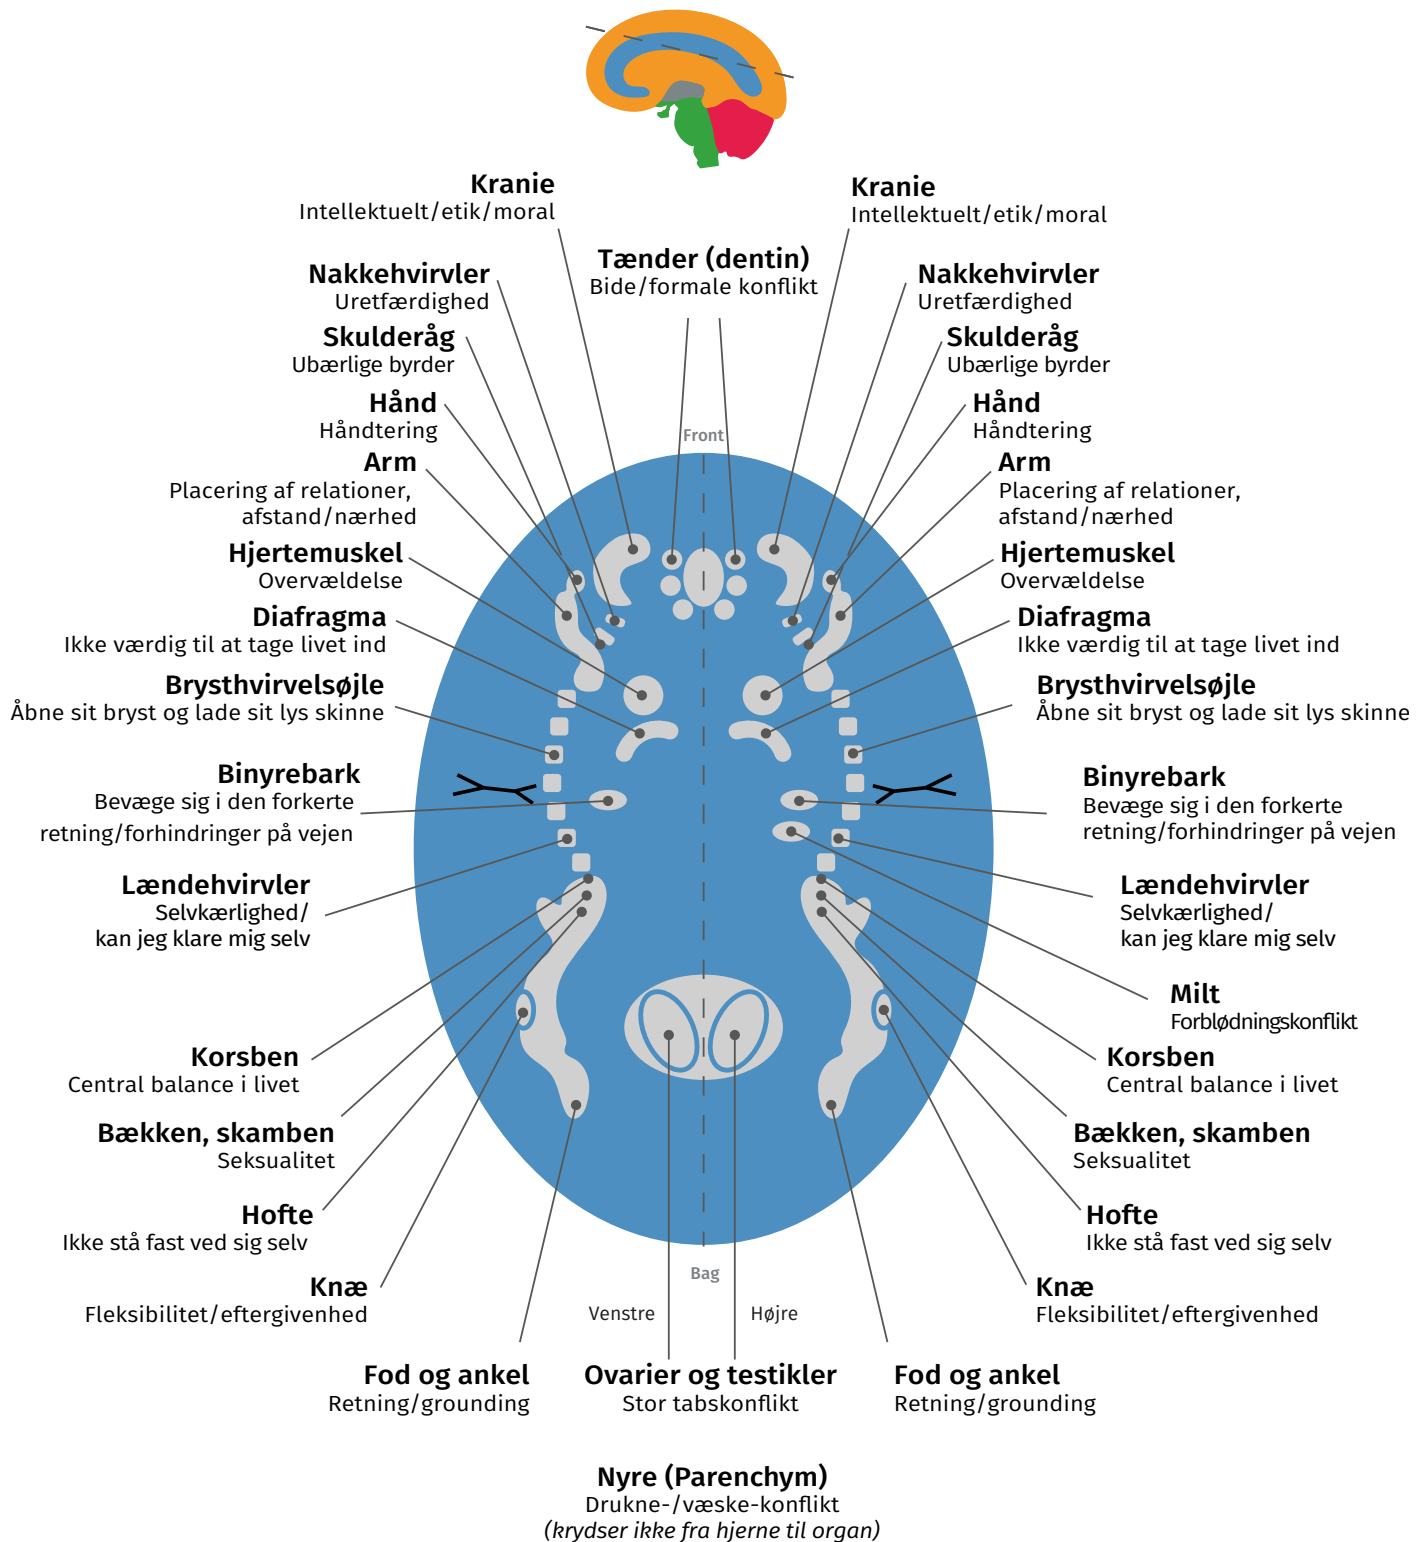 Kranie
Intellektuelt/etik/moral
Kranie
Intellektuelt/etik/moral
Tænder (dentin)
Bide/formale konflikt
Nakkehvirvler
Uretfærdighed
Nakkehvirvler
Uretfærdighed
Skulderåg
Ubærlige byrder
Skulderåg
Ubærlige byrder
Hånd
Håndtering
Hånd
Håndtering
Front
Arm
Placering af relationer,
afstand/nærhed
Arm
Placering af relationer,
afstand/nærhed
Hjertemuskel
Overvældelse
Hjertemuskel
Overvældelse
Diafragma
Ikke værdig til at tage livet ind
Diafragma
Ikke værdig til at tage livet ind
Brysthvirvelsøjle
Åbne sit bryst og lade sit lys skinne
Brysthvirvelsøjle
Åbne sit bryst og lade sit lys skinne
Binyrebark
Bevæge sig i den forkerte
retning/forhindringer på vejen
Binyrebark
Bevæge sig i den forkerte
retning/forhindringer på vejen
Lændehvirvler
Selvkærlighed/
kan jeg klare mig selv
Lændehvirvler
Selvkærlighed/
kan jeg klare mig selv
Milt
Forblødningskonflikt
Korsben
Central balance i livet
Korsben
Central balance i livet
Bækken, skamben
Seksualitet
Bækken, skamben
Seksualitet
Hofte
Ikke stå fast ved sig selv
Hofte
Ikke stå fast ved sig selv
Bag
Knæ
Fleksibilitet/eftergivenhed
Venstre
Højre
Knæ
Fleksibilitet/eftergivenhed
Fod og ankel
Retning/grounding
Ovarier og testikler
Stor tabskonflikt
Fod og ankel
Retning/grounding
Nyre (Parenchym)
Drukne-/væske-konflikt
(krydser ikke fra hjerne til organ)